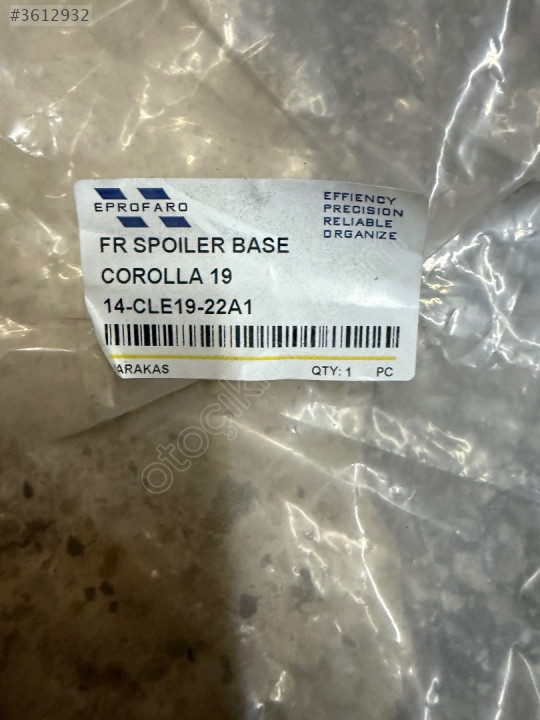 #3612932
EPROFARO
EFFIENCY
PRECISION
RELIABLE
ORGANIZE
FR SPOILER BASE
COROLLA 19
14-CLE19-22A1
ARAKAS QTY: 1 PC